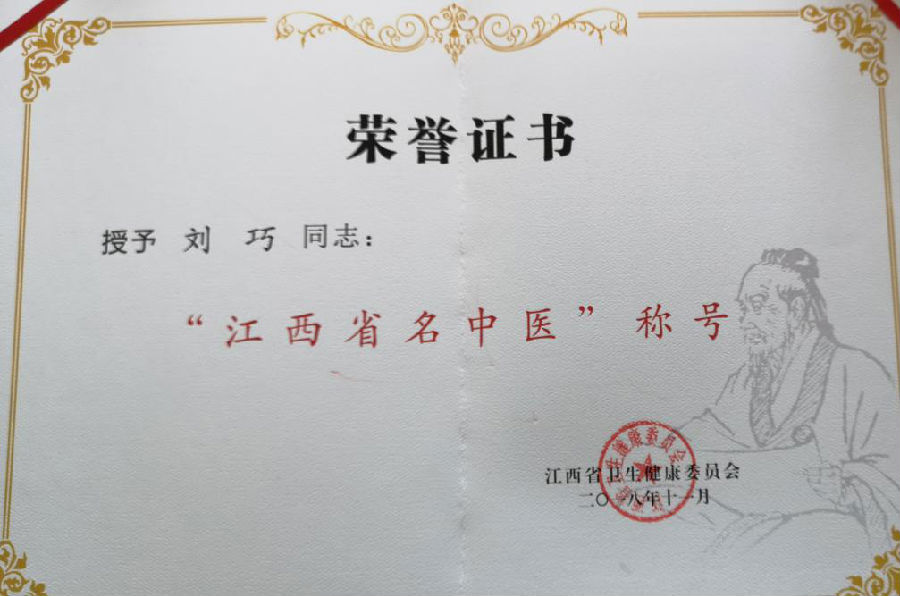 荣誉证书
授予 刘 巧 同志：
“江西省名中医”称号
江西省卫生健康委员会
二〇一八年十一月